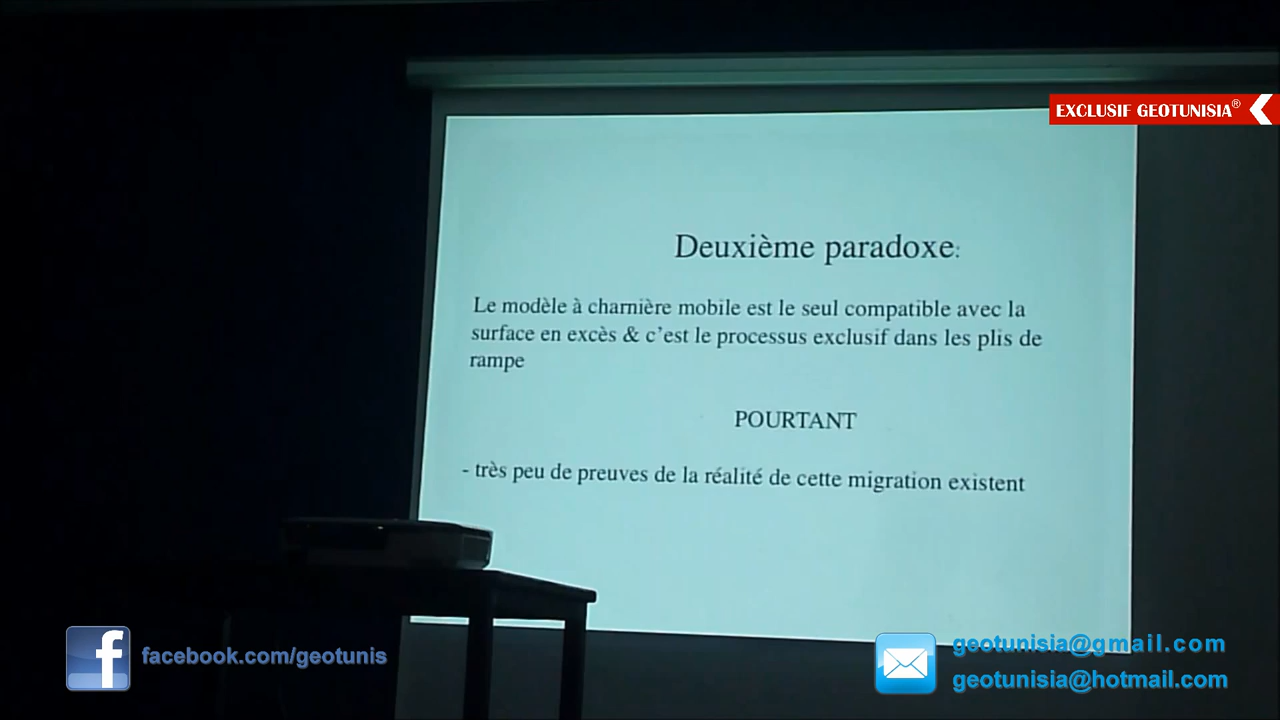 EXCLUSIF GEOTUNISIA®
Deuxième paradoxe:
Le modèle à charnière mobile est le seul compatible avec la
surface en excès & c'est le processus exclusif dans les plis de
rampe
POURTANT
- très peu de preuves de la réalité de cette migration existent
facebook.com/geotunis
geotunisia@gmail.com
geotunisia@hotmail.com